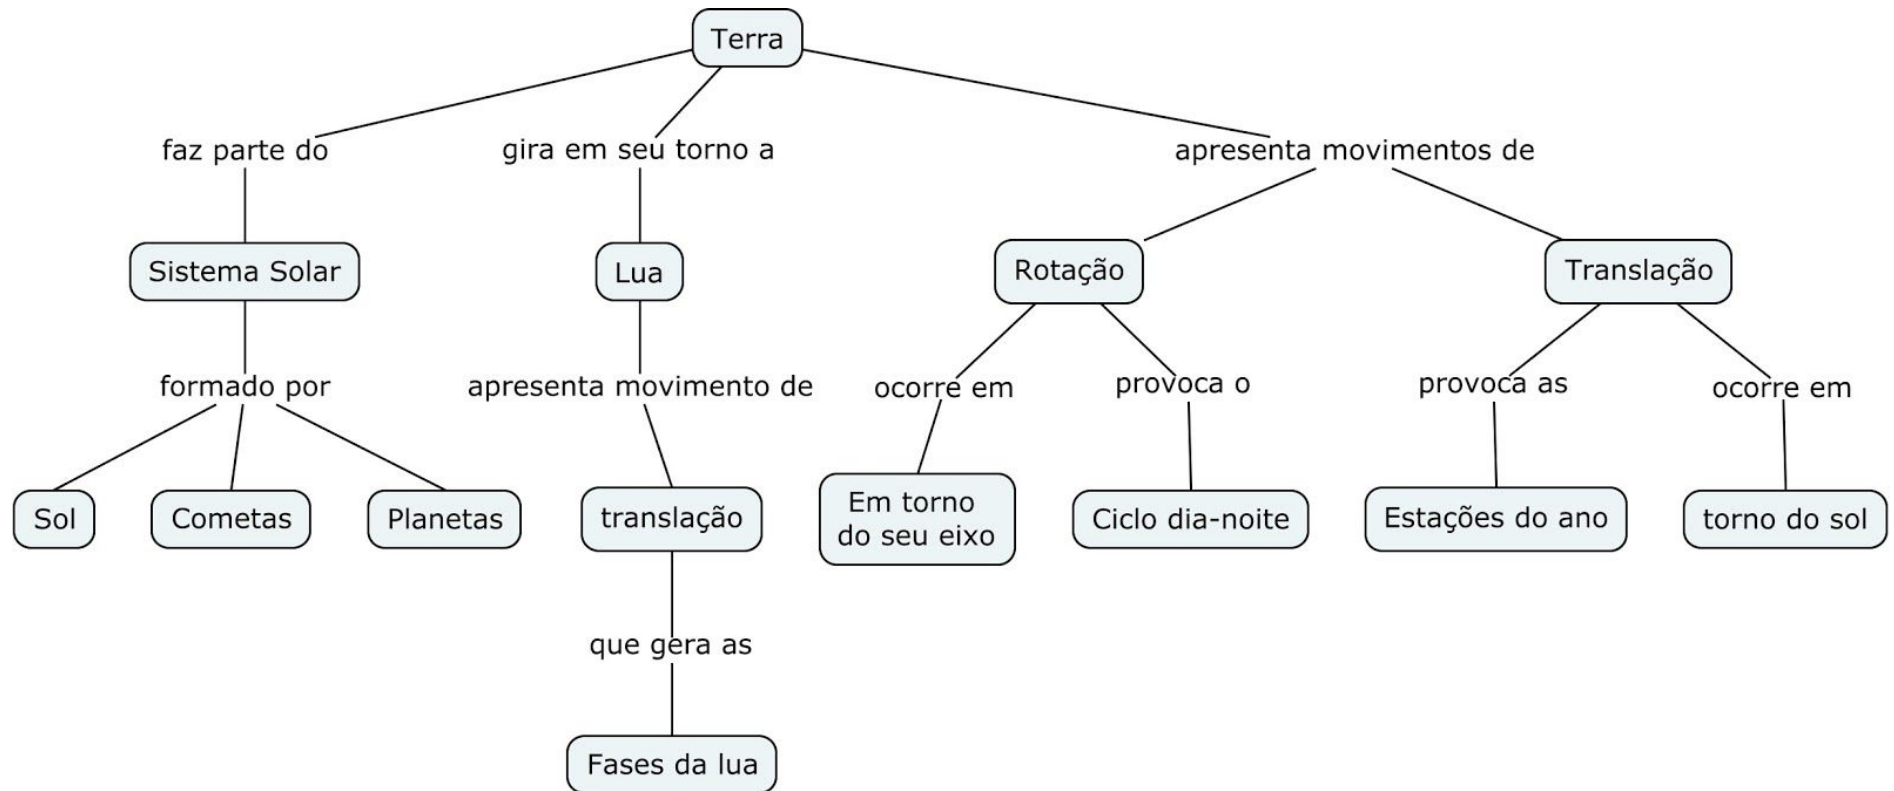 Terra
faz parte do
gira em seu torno a
apresenta movimentos de
Sistema Solar
Lua
Rotação
Translação
formado por
apresenta movimento de
ocorre em
provoca o
provoca as
ocorre em
Sol
Cometas
Planetas
translação
Em torno
do seu eixo
Ciclo dia-noite
Estações do ano
torno do sol
que gera as
Fases da lua